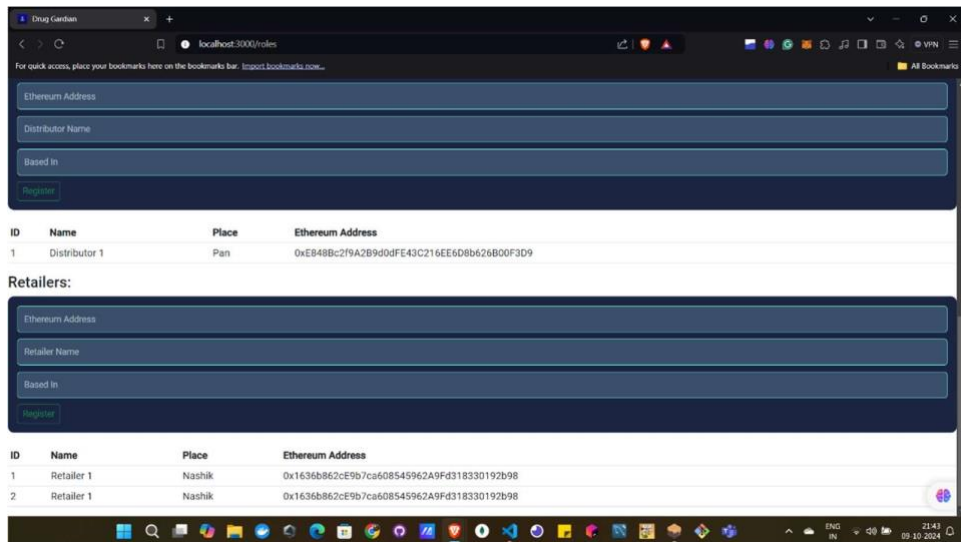 Drug Gardian
localhost:3000/roles
VPN
For quick access, place your bookmarks here on the bookmarks bar. Import bookmarks now...
All Bookmarks
Ethereum Address
Distributor Name
Based In
Register
ID Name Place Ethereum Address
1 Distributor 1 Pan 0xE848Bc2f9A2B9d0dFE43C216EE6D8b626B00F3D9
Retailers:
Ethereum Address
Retailer Name
Based In
Register
ID Name Place Ethereum Address
1 Retailer 1 Nashik 0x1636b862cE9b7ca608545962A9Fd318330192b98
2 Retailer 1 Nashik 0x1636b862cE9b7ca608545962A9Fd318330192b98
ENG 21:43
IN 09-10-2024